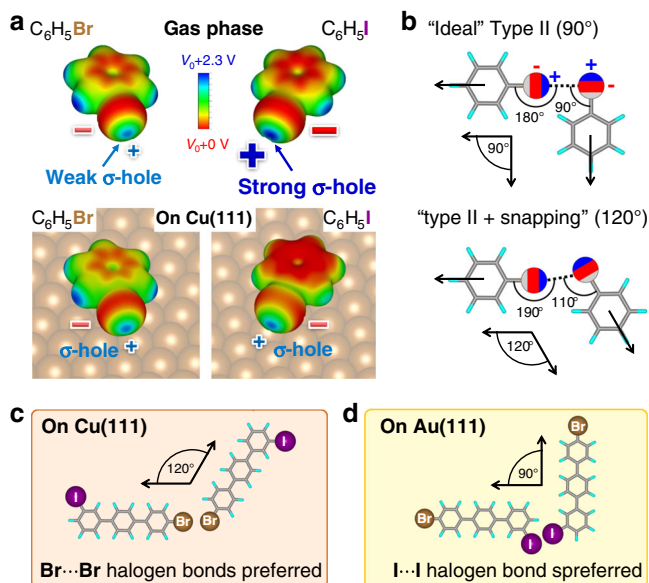 a
Gas phase
C6H5Br
C6H5I
V0+2.3 V
V0+0 V
−
+
Weak σ-hole
+
−
Strong σ-hole
C6H5Br
On Cu(111)
C6H5I
−
+
σ-hole
+
−
σ-hole
b
"Ideal" Type II (90°)
-
+
+
-
180°
90°
90°
"type II + snapping" (120°)
190°
110°
120°
c
On Cu(111)
120°
I
I
Br
Br
Br···Br halogen bonds preferred
d
On Au(111)
Br
90°
Br
I
I
I···I halogen bond spreferred